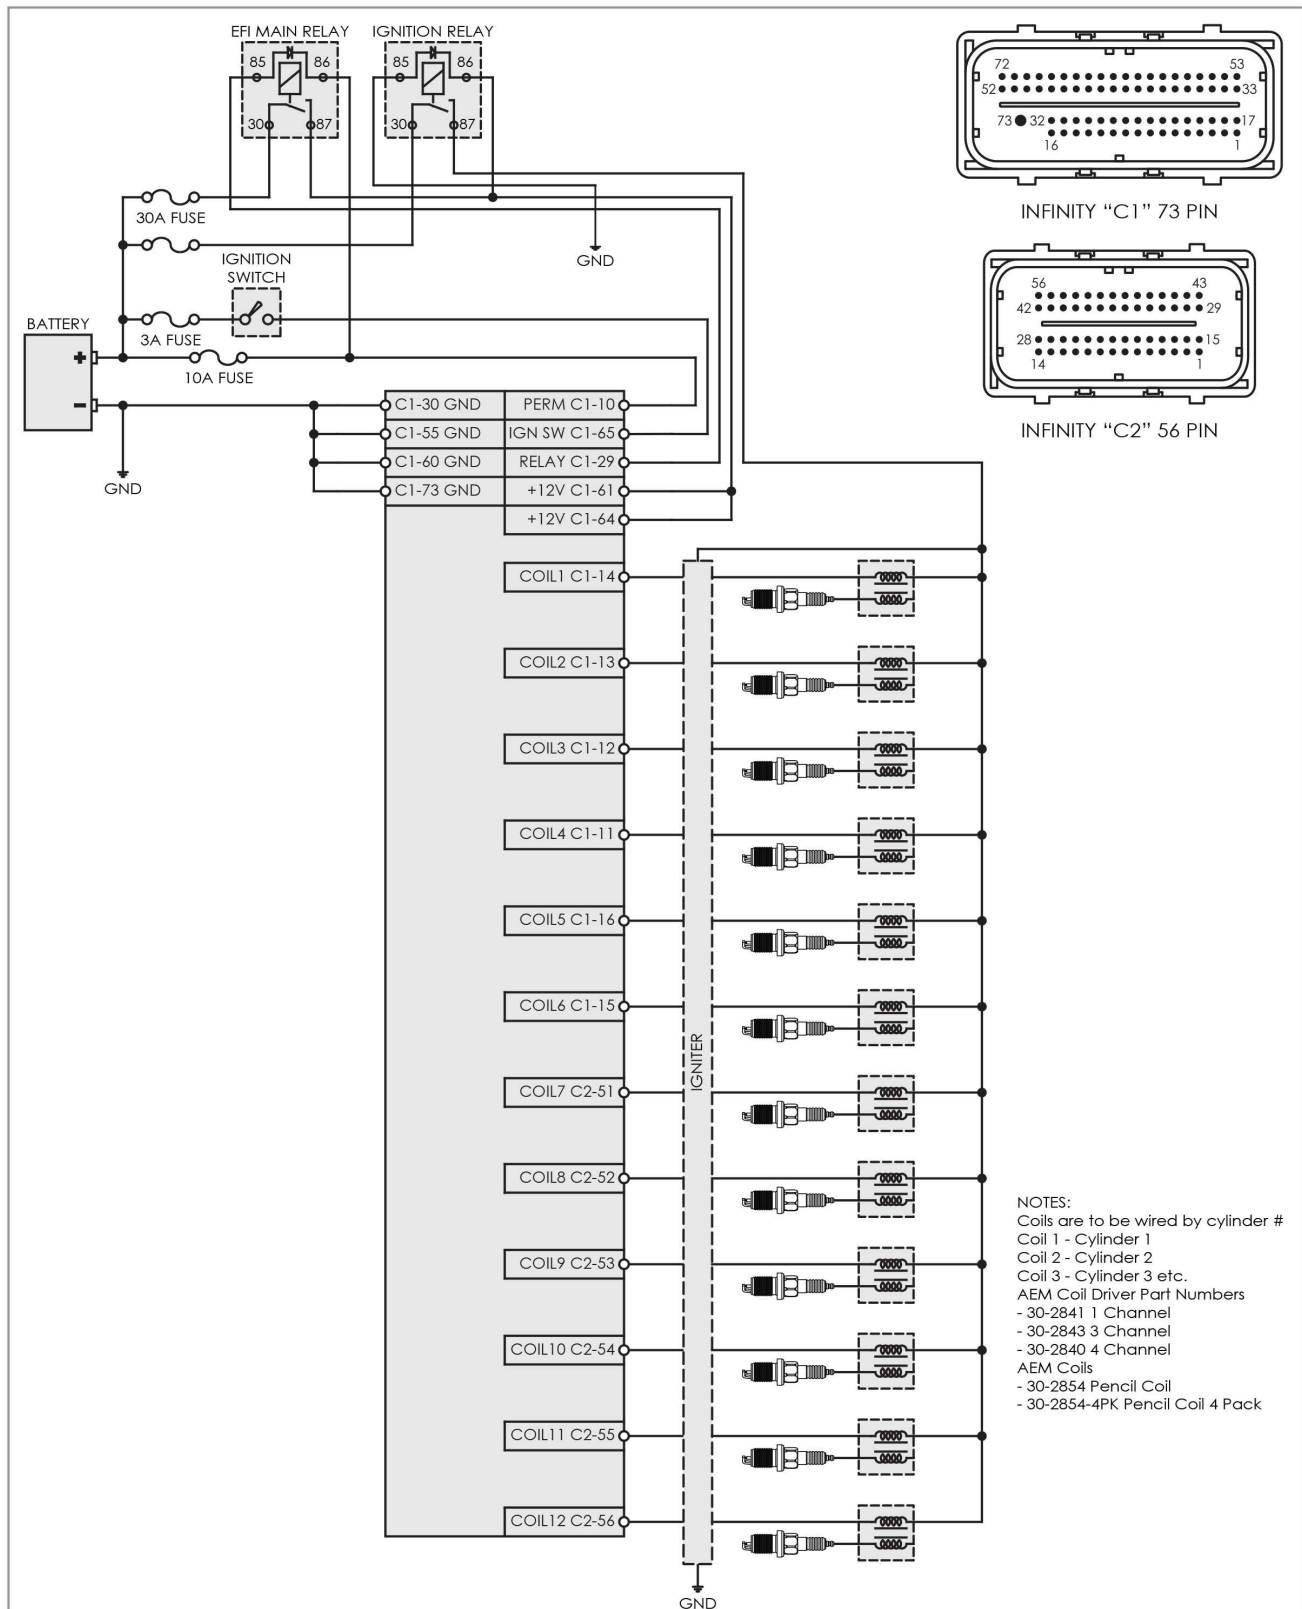 EFI MAIN RELAY
IGNITION RELAY
85
86
30
87
85
86
30
87
30A FUSE
IGNITION
SWITCH
3A FUSE
10A FUSE
BATTERY
+
-
GND
GND
72
53
52
33
73
32
17
16
1
INFINITY “C1” 73 PIN
56
43
42
29
28
15
14
1
INFINITY “C2” 56 PIN
C1-30 GND
C1-55 GND
C1-60 GND
C1-73 GND
PERM C1-10
IGN SW C1-65
RELAY C1-29
+12V C1-61
+12V C1-64
COIL1 C1-14
COIL2 C1-13
COIL3 C1-12
COIL4 C1-11
COIL5 C1-16
COIL6 C1-15
COIL7 C2-51
COIL8 C2-52
COIL9 C2-53
COIL10 C2-54
COIL11 C2-55
COIL12 C2-56
IGNITER
GND
NOTES:
Coils are to be wired by cylinder #
Coil 1 - Cylinder 1
Coil 2 - Cylinder 2
Coil 3 - Cylinder 3 etc.
AEM Coil Driver Part Numbers
- 30-2841 1 Channel
- 30-2843 3 Channel
- 30-2840 4 Channel
AEM Coils
- 30-2854 Pencil Coil
- 30-2854-4PK Pencil Coil 4 Pack